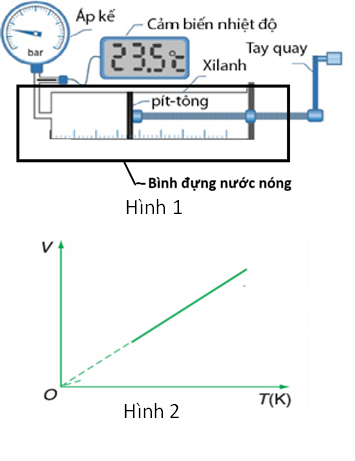 Áp kế
Cảm biến nhiệt độ
bar
23.5°C
Tay quay
Xilanh
pít-tông
Bình đựng nước nóng
Hình 1
V
O
T(K)
Hình 2